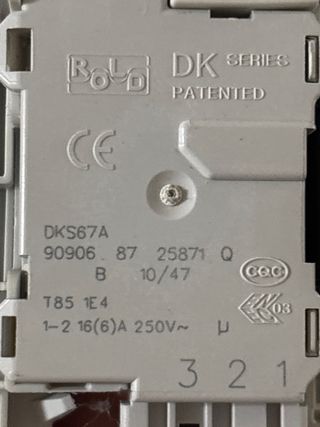 ROLD DK SERIES
PATENTED
CE
DKS67A
90906 87 25871 Q
B 10/47
cec
T85 1E4
03
1-2 16(6)A 250V~ µ
3 2 1